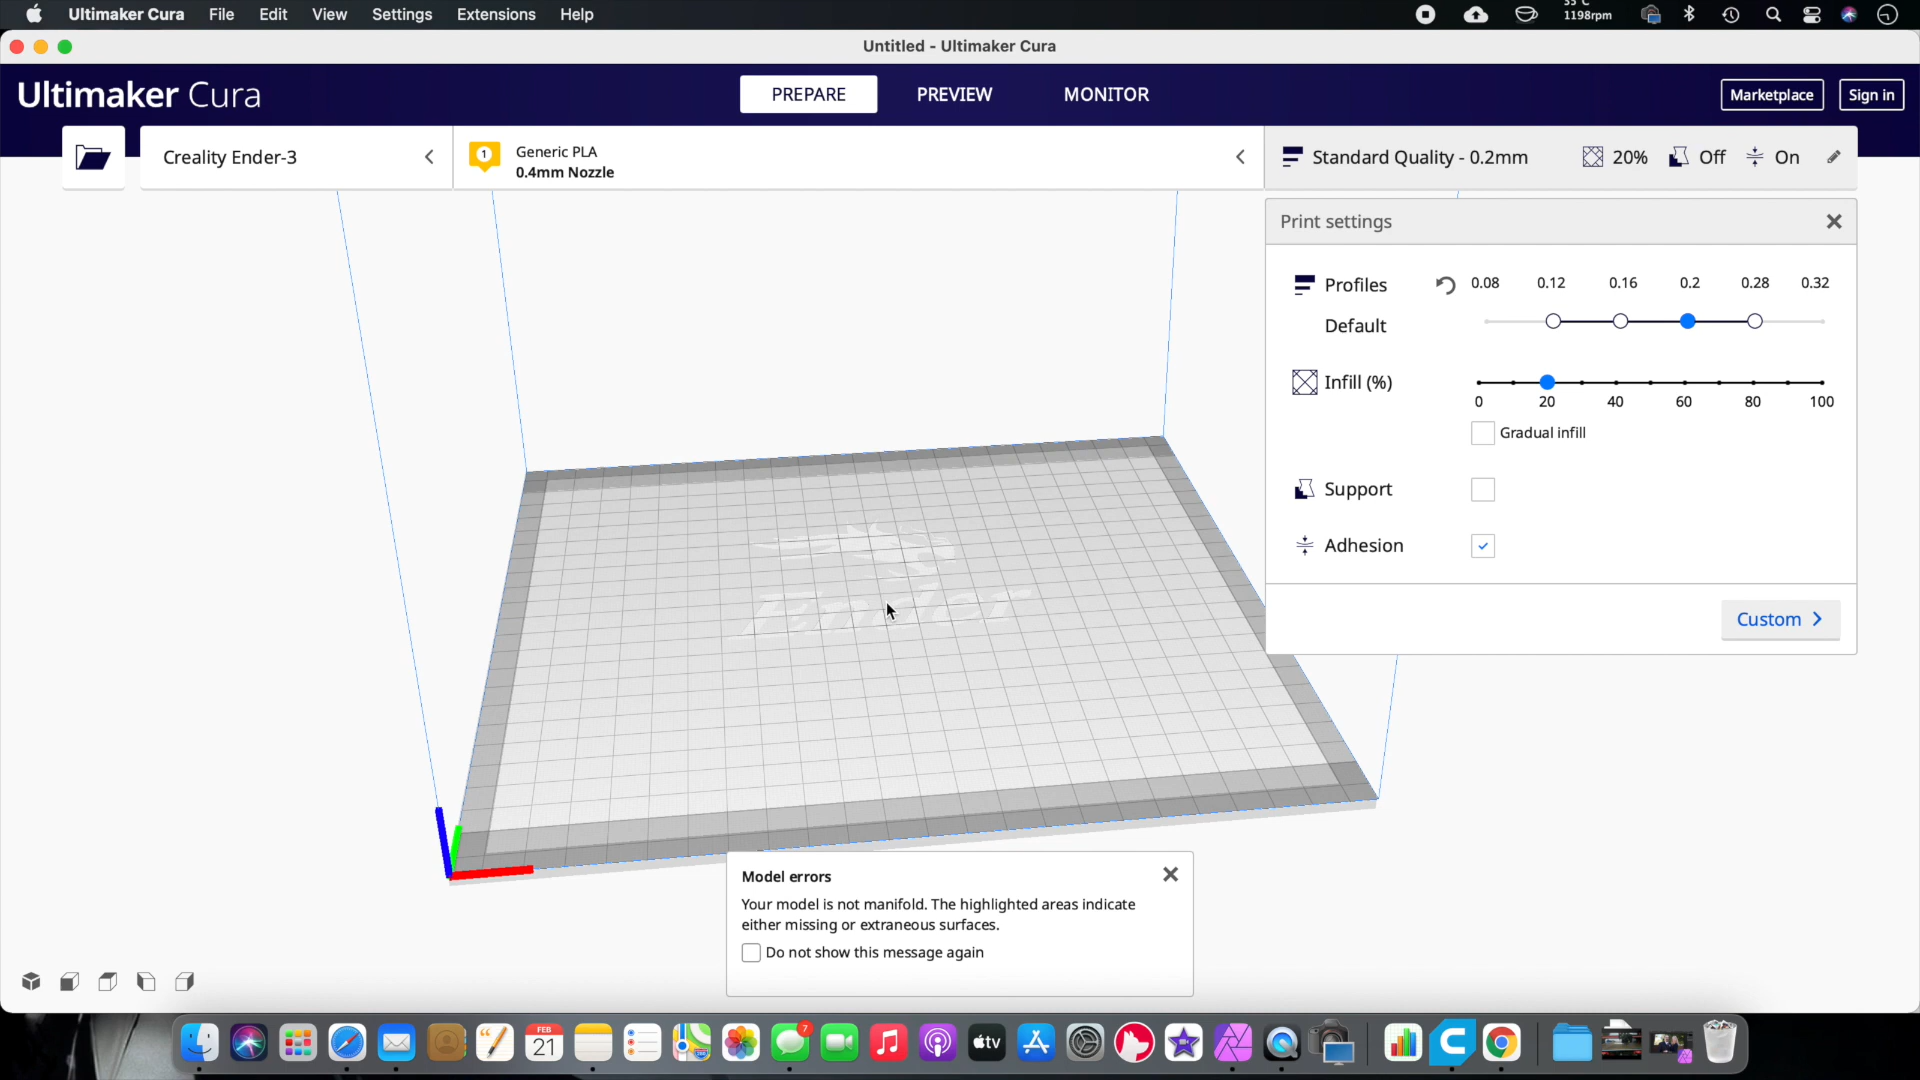 Ultimaker Cura File Edit View Settings Extensions Help
1198rpm
Untitled - Ultimaker Cura
Ultimaker Cura
PREPARE PREVIEW MONITOR
Marketplace Sign in
Creality Ender-3
1 Generic PLA
0.4mm Nozzle
Standard Quality - 0.2mm 20% Off On
Print settings
Profiles 0.08 0.12 0.16 0.2 0.28 0.32
Default
Infill (%)
0 20 40 60 80 100
Gradual infill
Support
Adhesion
Custom
Ender
Model errors
Your model is not manifold. The highlighted areas indicate
either missing or extraneous surfaces.
Do not show this message again
FEB
21
7
tv